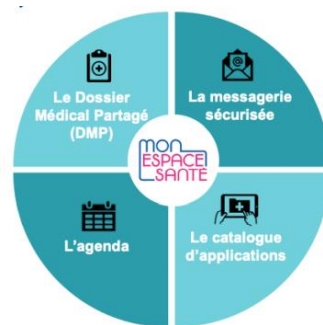 Le Dossier
Médical Partagé
(DMP)
La messagerie
sécurisée
mon
ESPACE
SANTÉ
L'agenda
Le catalogue
d'applications